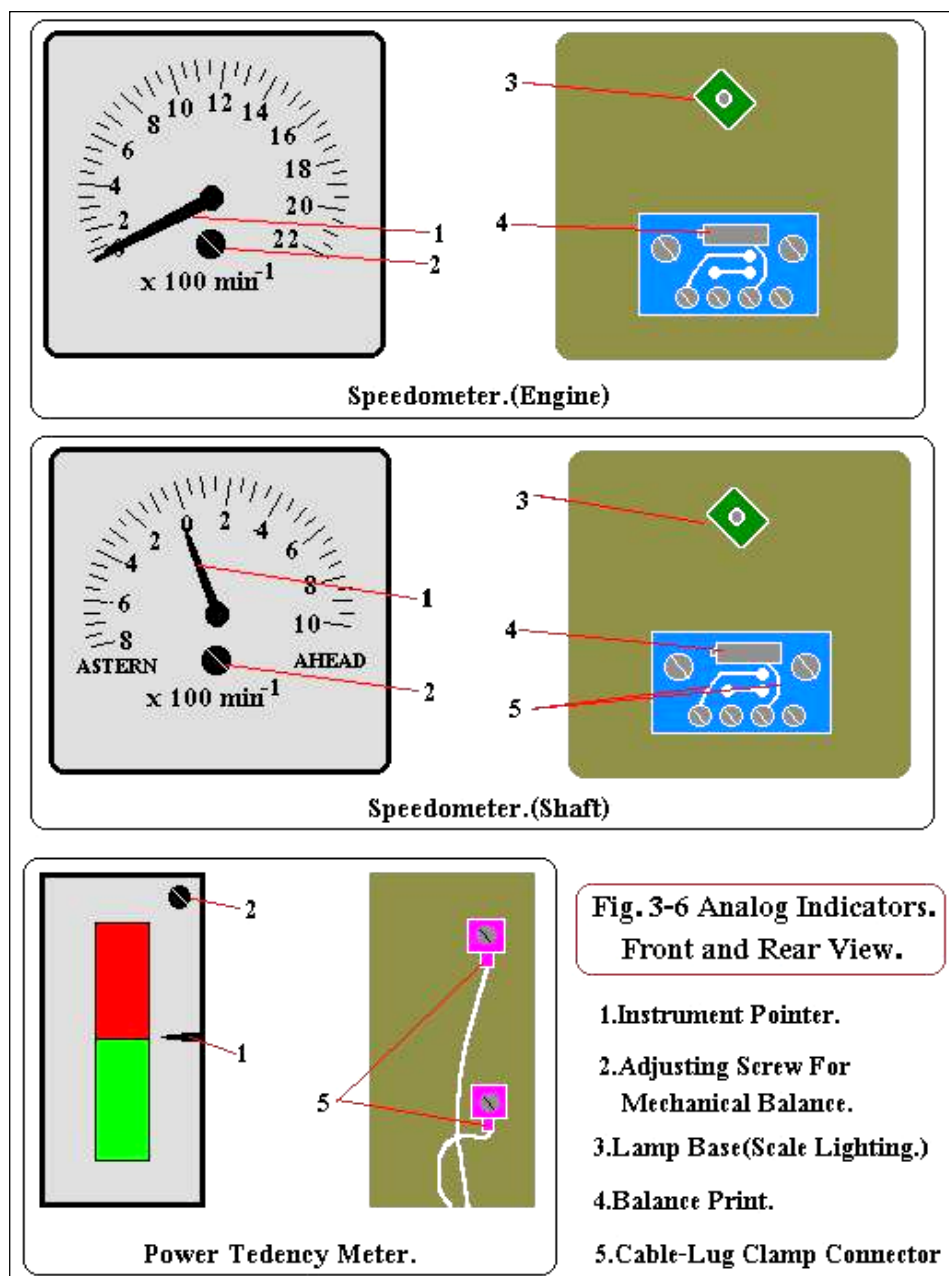 0 2 4 6 8 10 12 14 16 18 20 22
x 100 min-1
1
2
3
4
Speedometer.(Engine)
8 6 4 2 0 2 4 6 8 10
ASTERN AHEAD
x 100 min-1
1
2
3
4
5
Speedometer.(Shaft)
2
1
5
Power Tedency Meter.
Fig. 3-6 Analog Indicators.
Front and Rear View.
1.Instrument Pointer.
2.Adjusting Screw For
Mechanical Balance.
3.Lamp Base(Scale Lighting.)
4.Balance Print.
5.Cable-Lug Clamp Connector